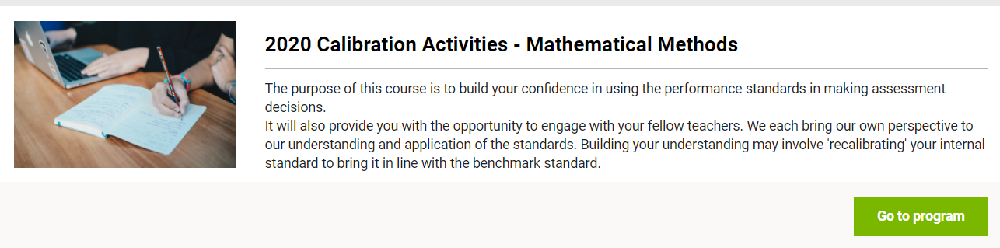 2020 Calibration Activities - Mathematical Methods
The purpose of this course is to build your confidence in using the performance standards in making assessment
decisions.
It will also provide you with the opportunity to engage with your fellow teachers. We each bring our own perspective to
our understanding and application of the standards. Building your understanding may involve 'recalibrating' your internal
standard to bring it in line with the benchmark standard.
Go to program